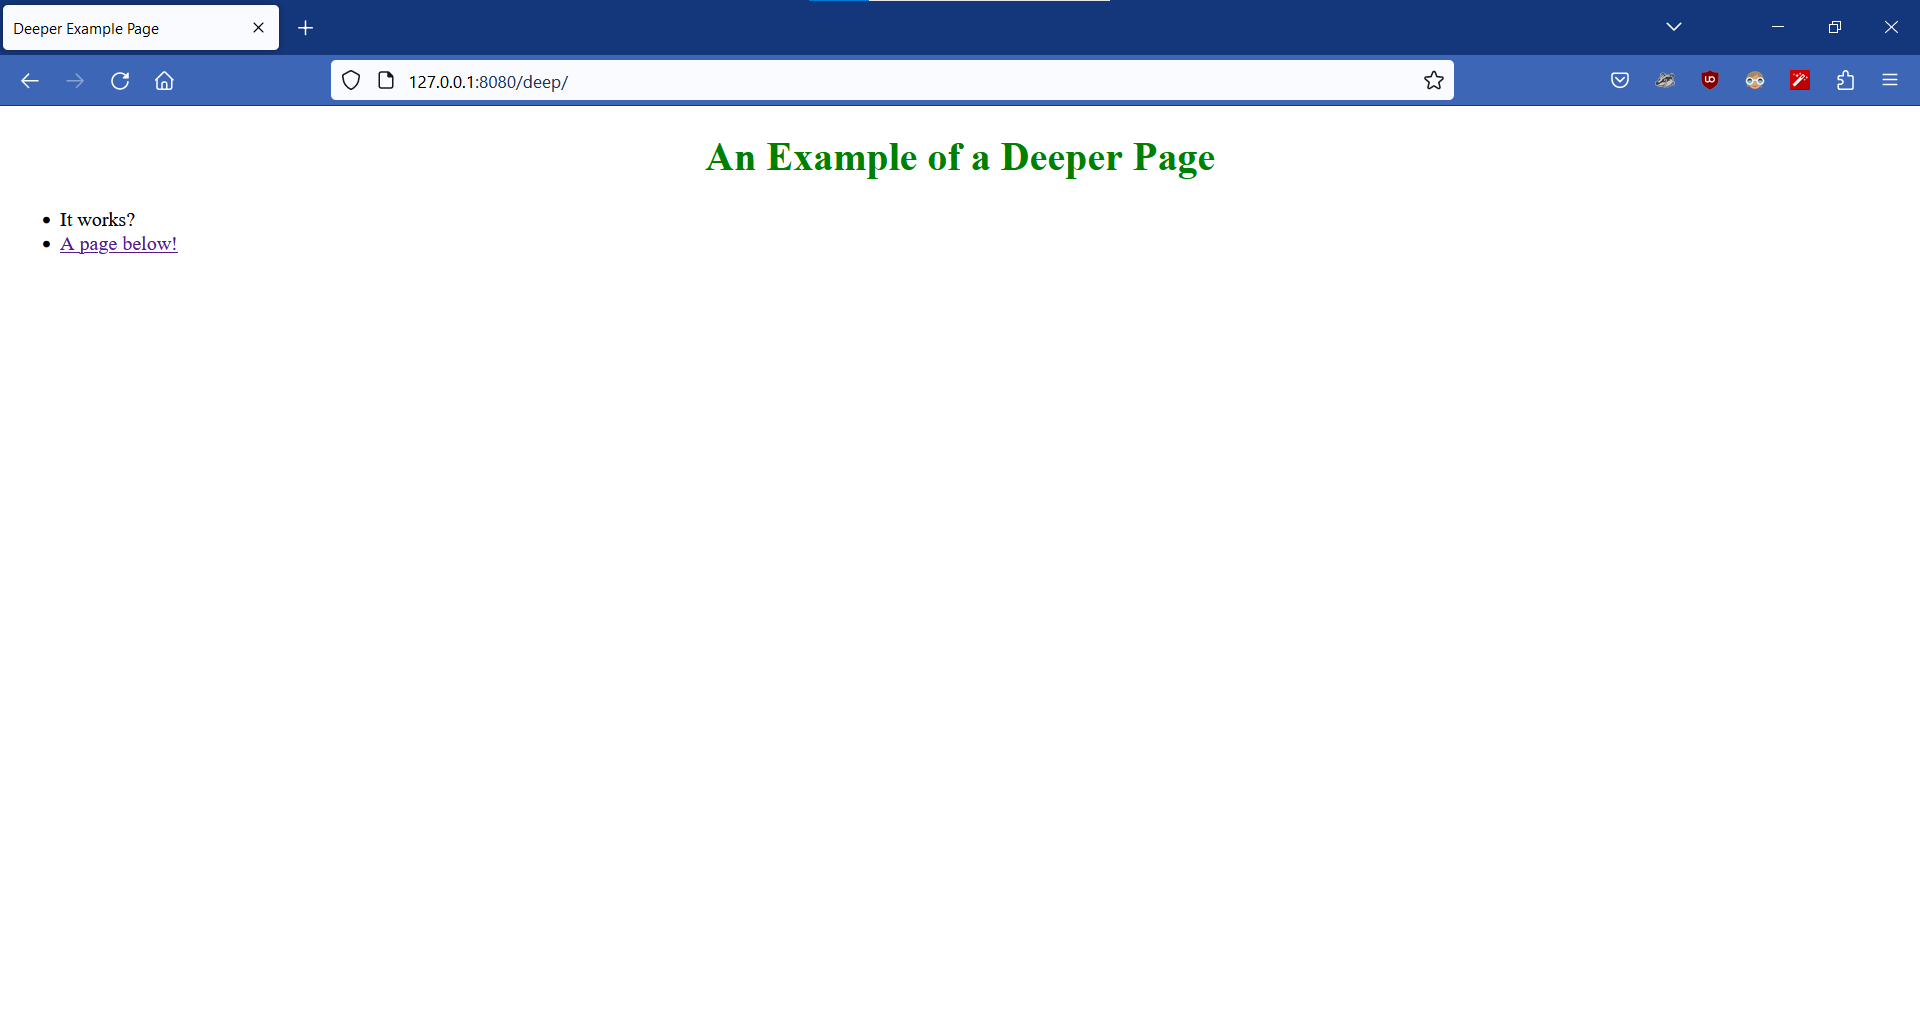 Deeper Example Page
127.0.0.1:8080/deep/
An Example of a Deeper Page
It works?
A page below!